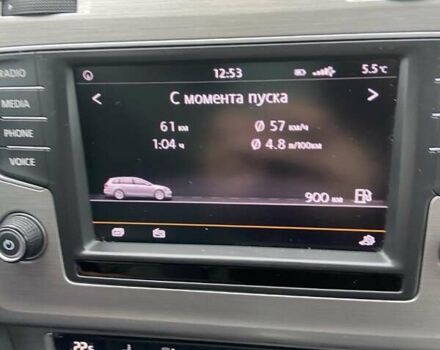 12:53 5.5°C
RADIO
MEDIA
PHONE
VOICE
< С момента пуска >
61 км Ø 57 км/ч
1:04 ч Ø 4.8 л/100км
900 км
22.5